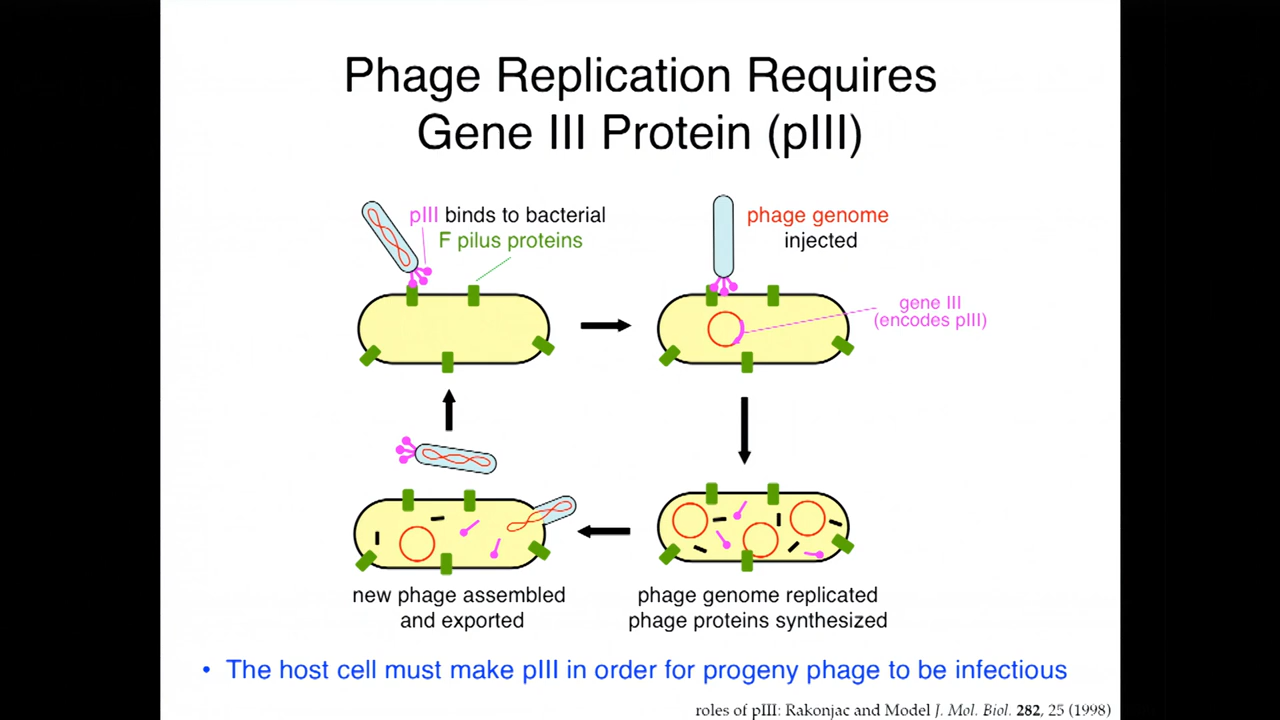 Phage Replication Requires
Gene III Protein (pIII)
pIII binds to bacterial
F pilus proteins
phage genome
injected
gene III
(encodes pIII)
new phage assembled
and exported
phage genome replicated
phage proteins synthesized
• The host cell must make pIII in order for progeny phage to be infectious
roles of pIII: Rakonjac and Model J. Mol. Biol. 282, 25 (1998)